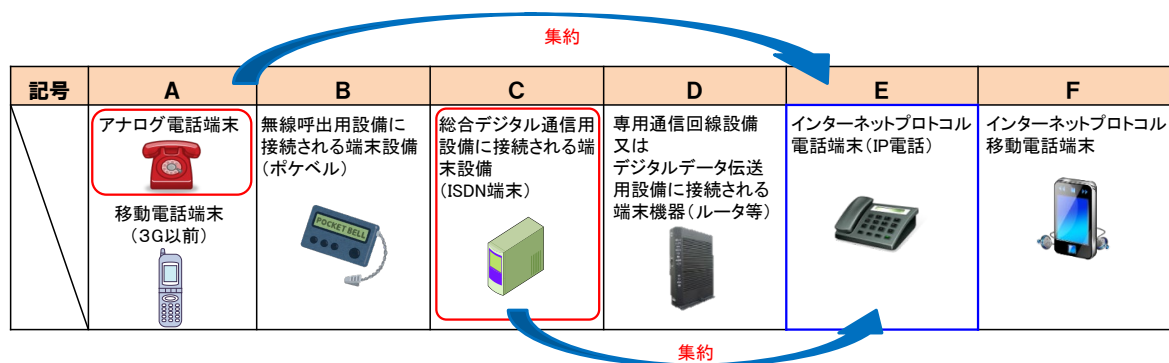 集約
記号
A
B
C
D
E
F
アナログ電話端末
移動電話端末
(3G以前)
無線呼出用設備に
接続される端末設備
(ポケベル)
POCKET BELL
総合デジタル通信用
設備に接続される端
末設備
(ISDN端末)
専用通信回線設備
又は
デジタルデータ伝送
用設備に接続される
端末機器(ルータ等)
インターネットプロトコル
電話端末(IP電話)
インターネットプロトコル
移動電話端末
集約